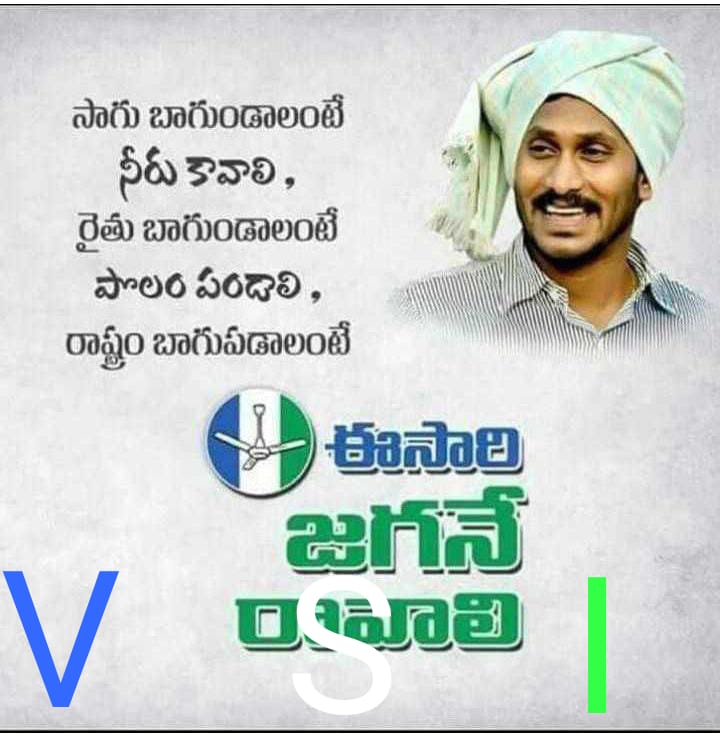 సాగు బాగుండాలంటే
నీరు కావాలి,
రైతు బాగుండాలంటే
పొలం పండాలి,
రాష్ట్రం బాగుపడాలంటే
ఈసారి
జగనే
రావాలి
V S I